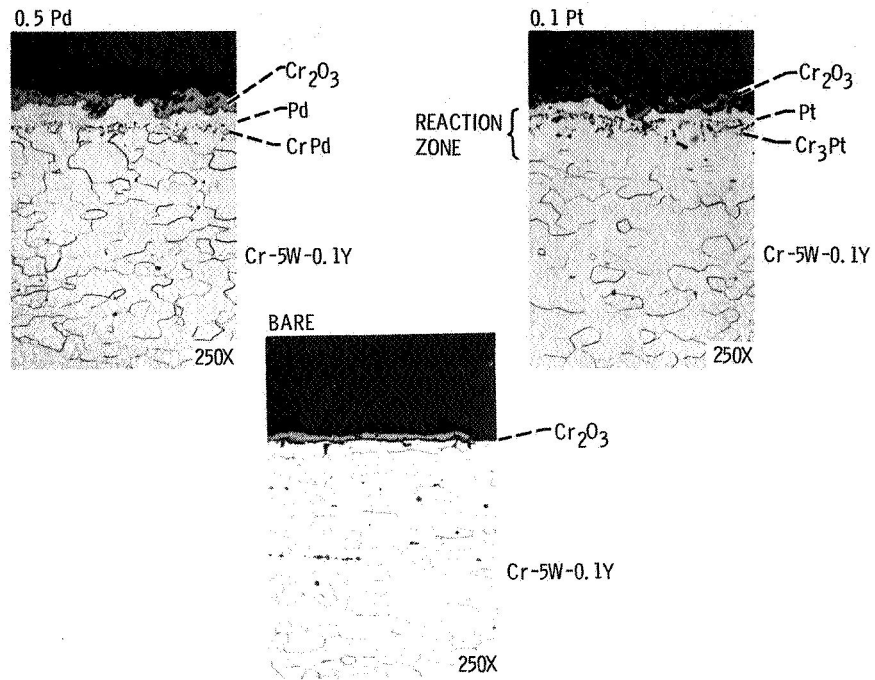 0.5 Pd
Cr₂O₃
Pd
CrPd
Cr-5W-0.1Y
250X
0.1 Pt
Cr₂O₃
REACTION
ZONE
Pt
Cr₃Pt
Cr-5W-0.1Y
250X
BARE
Cr₂O₃
Cr-5W-0.1Y
250X